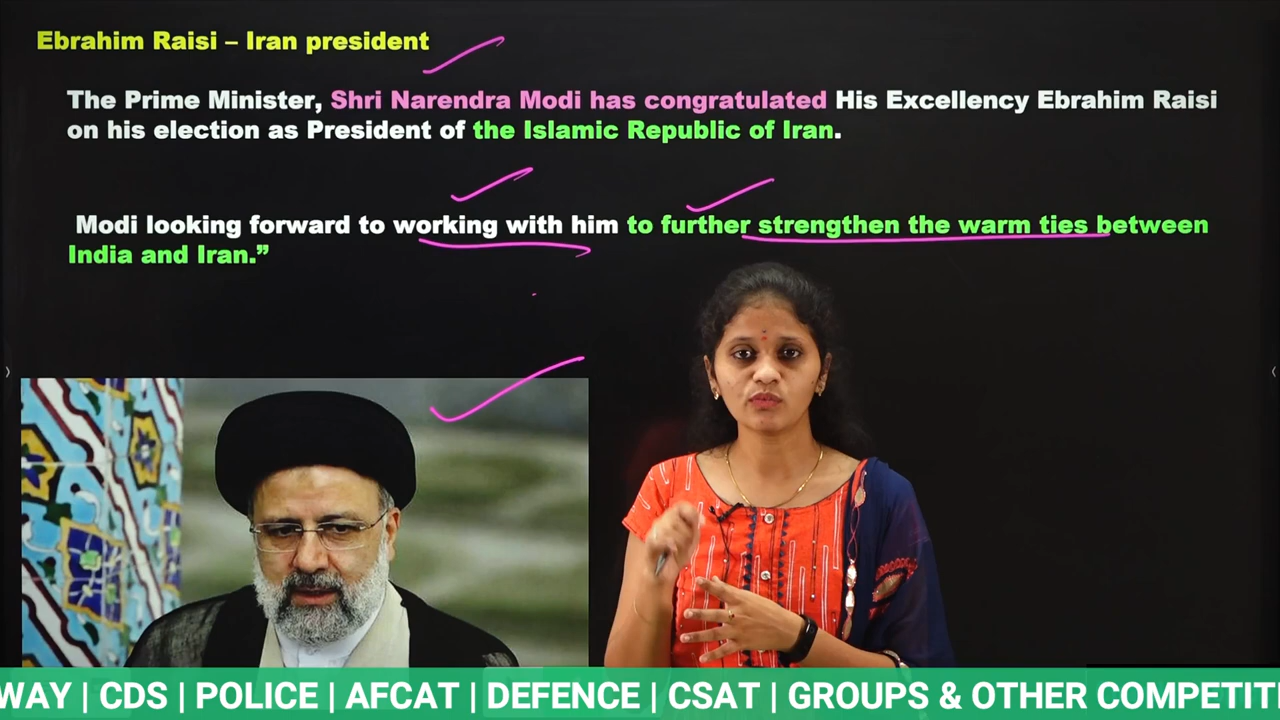 Ebrahim Raisi – Iran president
The Prime Minister, Shri Narendra Modi has congratulated His Excellency Ebrahim Raisi
on his election as President of the Islamic Republic of Iran.
Modi looking forward to working with him to further strengthen the warm ties between
India and Iran.”
WAY | CDS | POLICE | AFCAT | DEFENCE | CSAT | GROUPS & OTHER COMPETITI